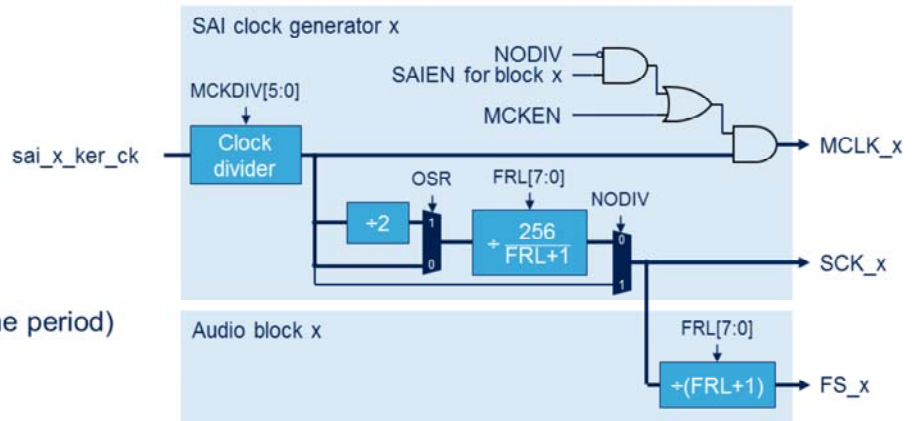 SAI clock generator x
NODIV
SAIEN for block x
MCKEN
MCKDIV[5:0]
sai_x_ker_ck
Clock
divider
MCLK_x
OSR
FRL[7:0]
NODIV
÷2
1
0
÷ 256
FRL+1
0
1
SCK_x
ne period)
Audio block x
FRL[7:0]
÷(FRL+1)
FS_x